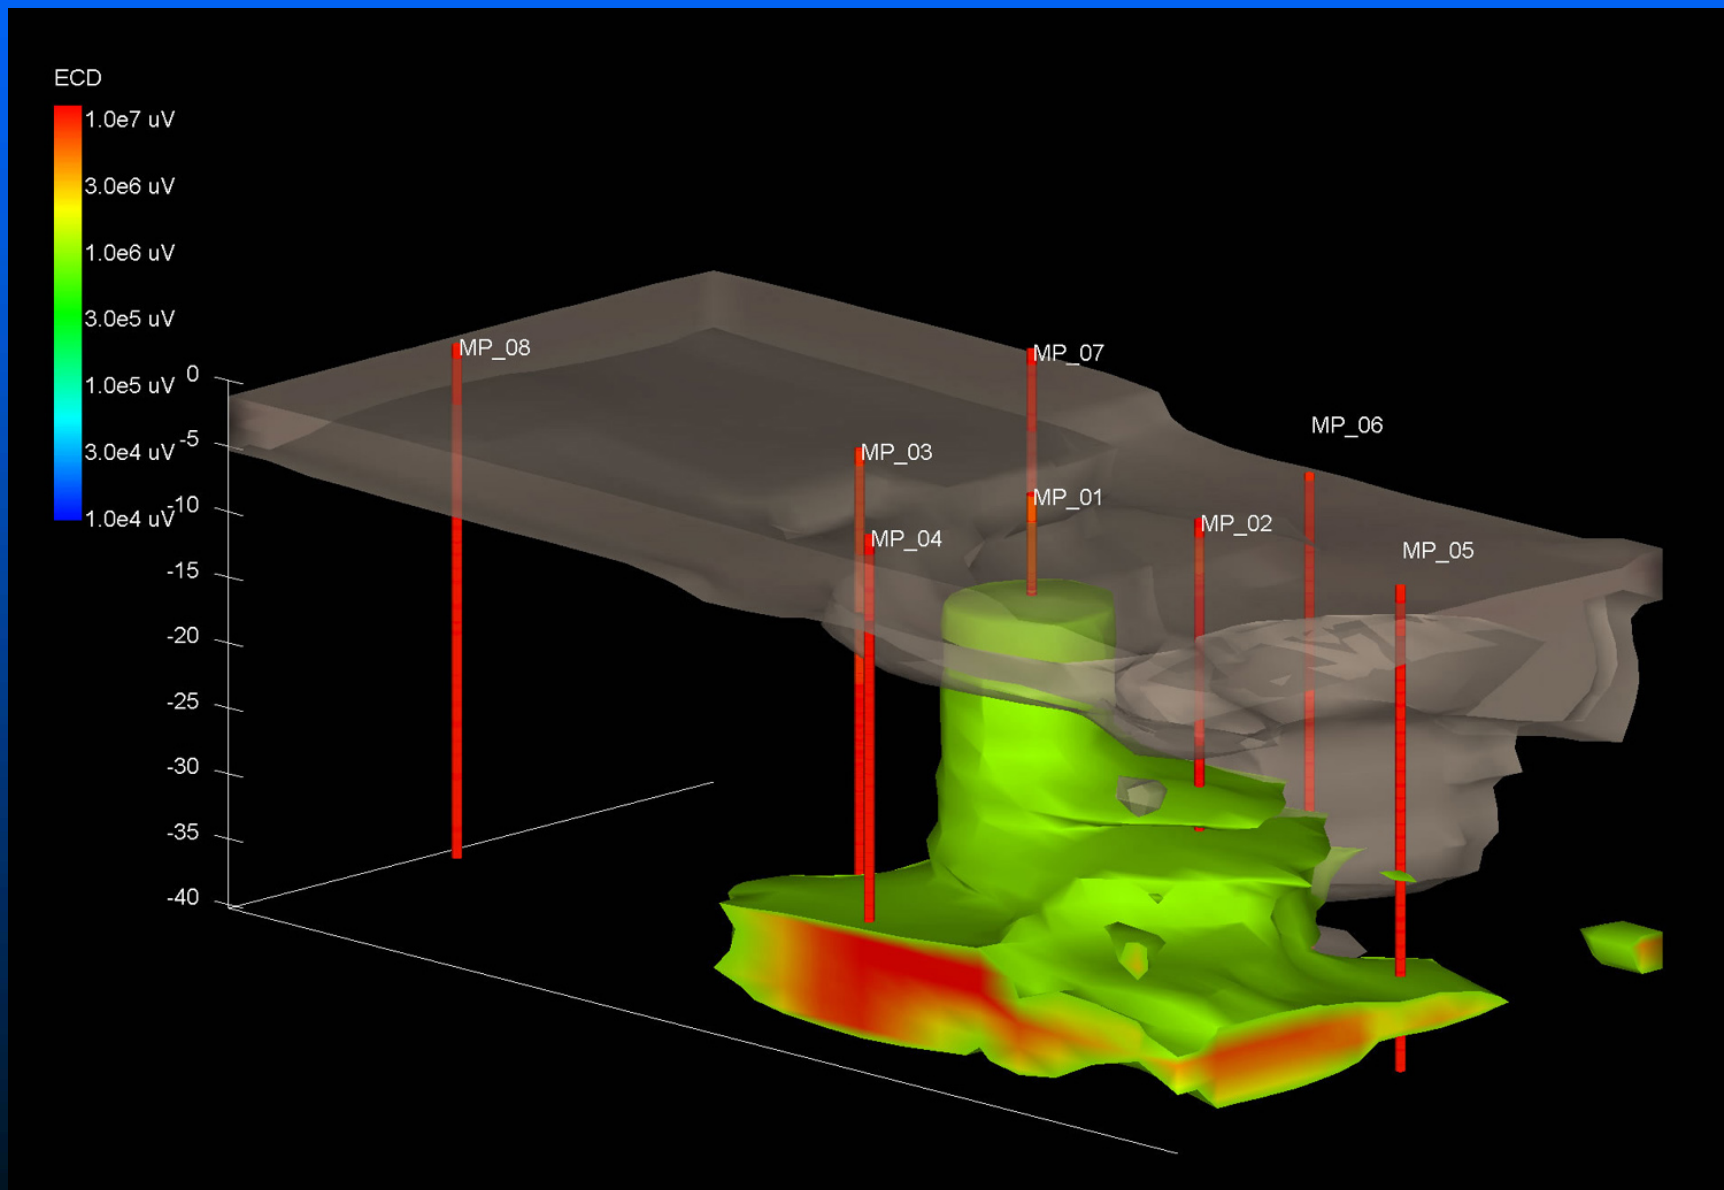 ECD
1.0e7 uV
3.0e6 uV
1.0e6 uV
3.0e5 uV
1.0e5 uV
3.0e4 uV
1.0e4 uV
0
-5
-10
-15
-20
-25
-30
-35
-40
MP_08
MP_07
MP_06
MP_03
MP_01
MP_02
MP_04
MP_05